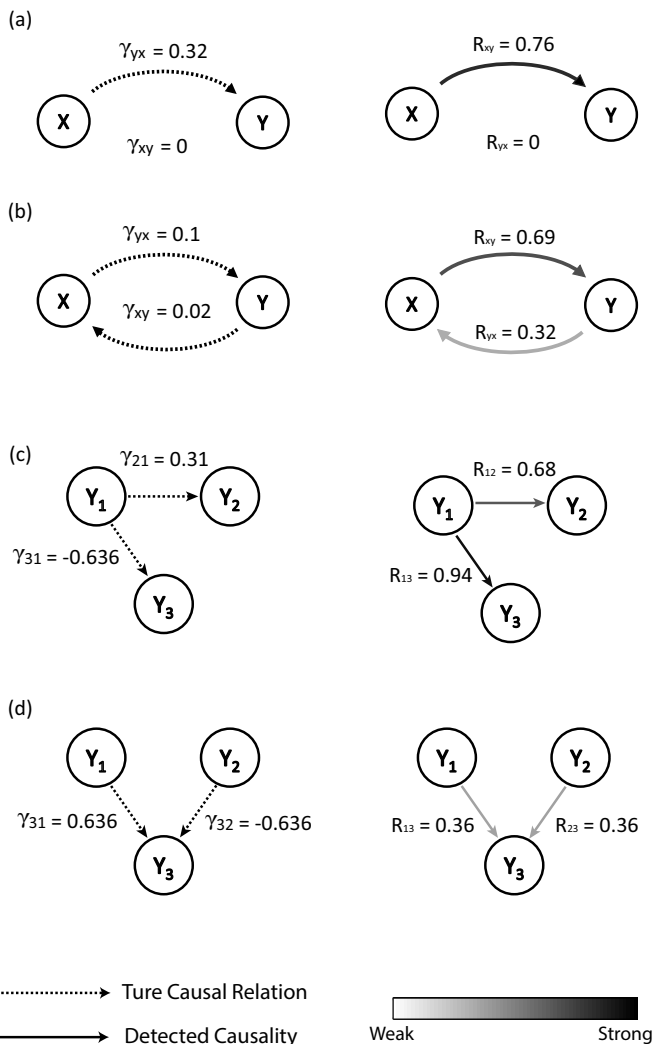 (a)
γyx = 0.32
Rxy = 0.76
X
Y
X
Y
γxy = 0
Ryx = 0
(b)
γyx = 0.1
Rxy = 0.69
X
Y
X
Y
γxy = 0.02
Ryx = 0.32
(c)
γ21 = 0.31
R12 = 0.68
Y1
Y2
Y1
Y2
γ31 = -0.636
R13 = 0.94
Y3
Y3
(d)
Y1
Y2
Y1
Y2
γ31 = 0.636
γ32 = -0.636
R13 = 0.36
R23 = 0.36
Y3
Y3
Ture Causal Relation
Detected Causality
Weak
Strong